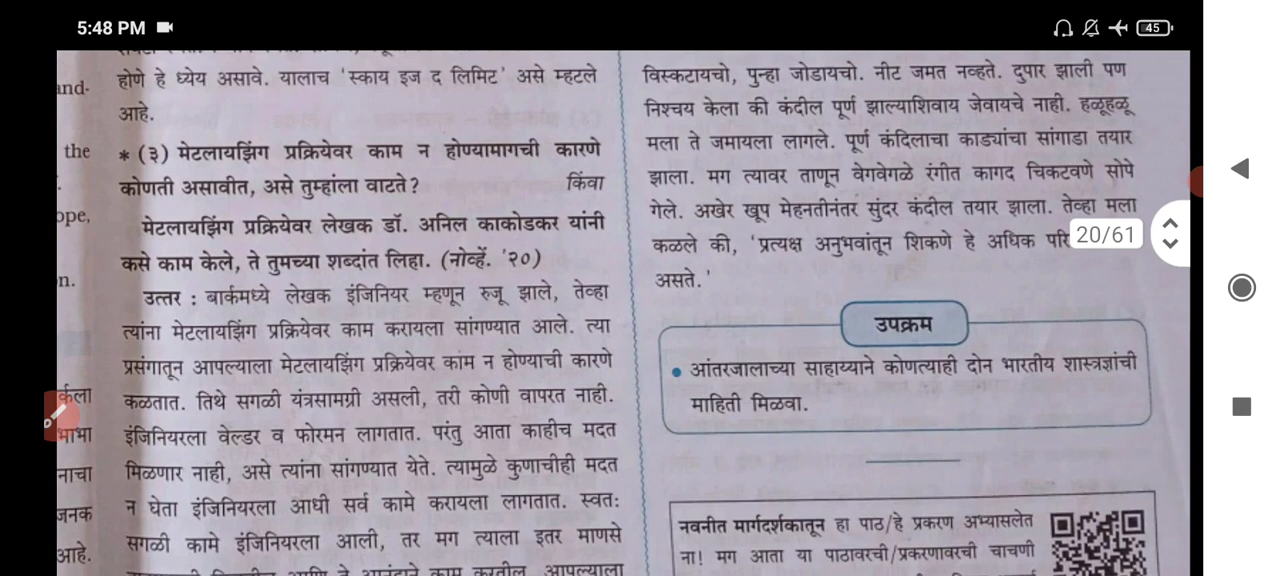 5:48 PM
45
and-
the
ope,
n.
र्कला
भाभा
नाचा
जनक
आहे.
होणे हे ध्येय असावे. यालाच 'स्काय इज द लिमिट' असे म्हटले
आहे.
* (३) मेटलायझिंग प्रक्रियेवर काम न होण्यामागची कारणे
कोणती असावीत, असे तुम्हांला वाटते? किंवा
मेटलायझिंग प्रक्रियेवर लेखक डॉ. अनिल काकोडकर यांनी
कसे काम केले, ते तुमच्या शब्दांत लिहा. (नोव्हें. '२०)
उत्तर : बार्कमध्ये लेखक इंजिनियर म्हणून रुजू झाले, तेव्हा
त्यांना मेटलायझिंग प्रक्रियेवर काम करायला सांगण्यात आले. त्या
प्रसंगातून आपल्याला मेटलायझिंग प्रक्रियेवर काम न होण्याची कारणे
कळतात. तिथे सगळी यंत्रसामग्री असली, तरी कोणी वापरत नाही.
इंजिनियरला वेल्डर व फोरमन लागतात. परंतु आता काहीच मदत
मिळणार नाही, असे त्यांना सांगण्यात येते. त्यामुळे कुणाचीही मदत
न घेता इंजिनियरला आधी सर्व कामे करायला लागतात. स्वतः
सगळी कामे इंजिनियरला आली, तर मग त्याला इतर माणसे
आणि ते आनंदाने काम करतील. आपल्याला
विस्कटायचो, पुन्हा जोडायचो. नीट जमत नव्हते. दुपार झाली पण
निश्चय केला की कंदील पूर्ण झाल्याशिवाय जेवायचे नाही. हळूहळू
मला ते जमायला लागले. पूर्ण कंदिलाचा काड्यांचा सांगाडा तयार
झाला. मग त्यावर ताणून वेगवेगळे रंगीत कागद चिकटवणे सोपे
गेले. अखेर खूप मेहनतीनंतर सुंदर कंदील तयार झाला. तेव्हा मला
कळले की, 'प्रत्यक्ष अनुभवांतून शिकणे हे अधिक परि
असते.'
20/61
उपक्रम
• आंतरजालाच्या साहाय्याने कोणत्याही दोन भारतीय शास्त्रज्ञांची
माहिती मिळवा.
नवनीत मार्गदर्शकातून हा पाठ/हे प्रकरण अभ्यासलेत
ना! मग आता या पाठावरची/प्रकरणावरची चाचणी